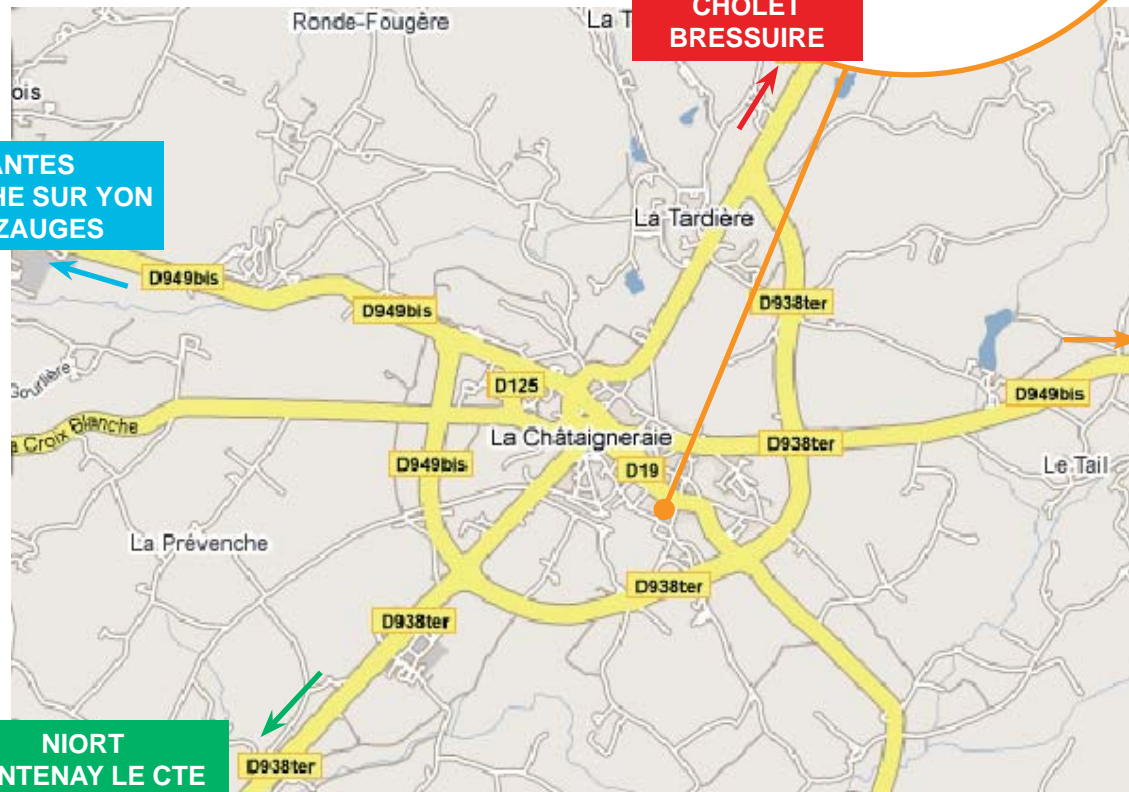 CHOLET
BRESSUIRE
Ronde-Fougère
La T
ois
ANTES
HE SUR YON
ZAUGES
La Tardière
D949bis
D949bis
D938ter
D125
D949bis
Gourlière
a Croix Blanche
La Châtaigneraie
D938ter
D949bis
D19
Le Tail
La Prévenche
D938ter
D938ter
NIORT
NTENAY LE CTE
D938ter